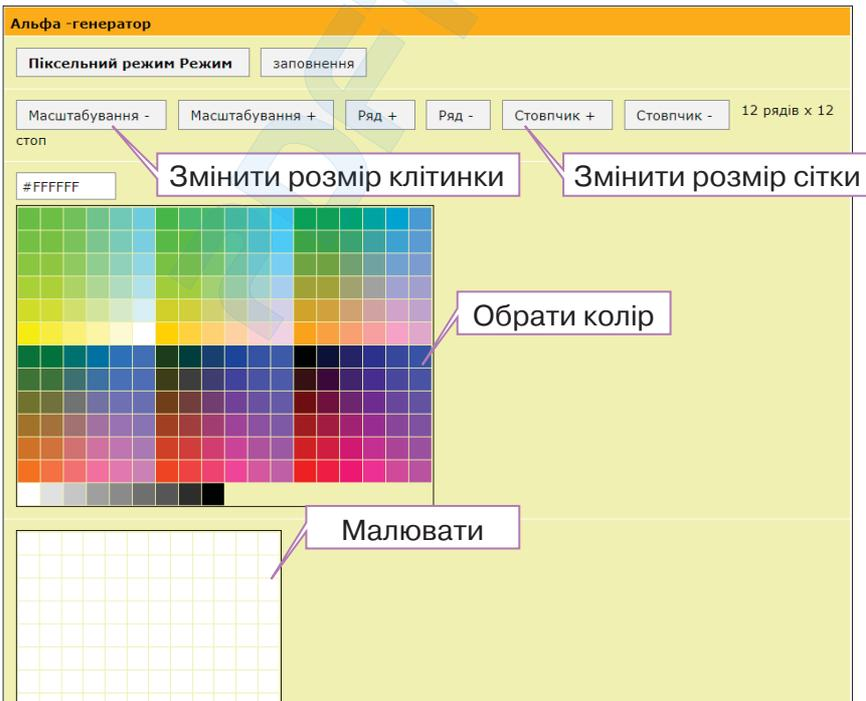 Альфа -генератор
Піксельний режим Режим заповнення
Масштабування - Масштабування + Ряд + Ряд - Стовпчик + Стовпчик - 12 рядів x 12
стоп
Змінити розмір клітинки Змінити розмір сітки
#FFFFFF
Обрати колір
Малювати